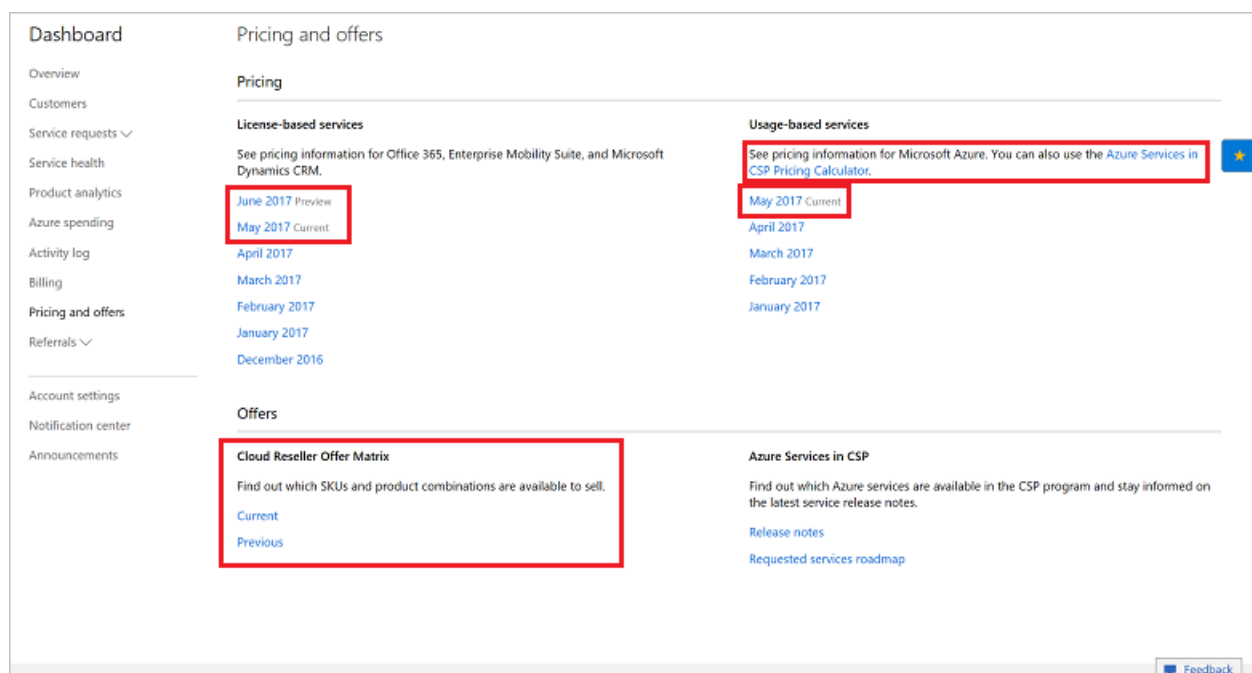 Dashboard
Overview
Customers
Service requests
Service health
Product analytics
Azure spending
Activity log
Billing
Pricing and offers
Referrals
Account settings
Notification center
Announcements
Pricing and offers
Pricing
License-based services
See pricing information for Office 365, Enterprise Mobility Suite, and Microsoft
Dynamics CRM.
June 2017 Preview
May 2017 Current
April 2017
March 2017
February 2017
January 2017
December 2016
Usage-based services
See pricing information for Microsoft Azure. You can also use the Azure Services in
CSP Pricing Calculator.
May 2017 Current
April 2017
March 2017
February 2017
January 2017
Offers
Cloud Reseller Offer Matrix
Find out which SKUs and product combinations are available to sell.
Current
Previous
Azure Services in CSP
Find out which Azure services are available in the CSP program and stay informed on
the latest service release notes.
Release notes
Requested services roadmap
Feedback